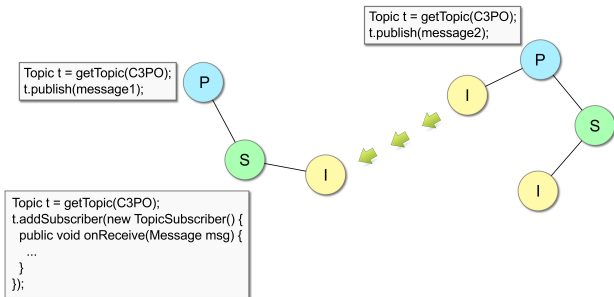 Topic t = getTopic(C3PO);
t.publish(message2);
P
Topic t = getTopic(C3PO);
t.publish(message1);
P
I
S
S
I
I
Topic t = getTopic(C3PO);
t.addSubscriber(new TopicSubscriber() {
public void onReceive(Message msg) {
...
}
});